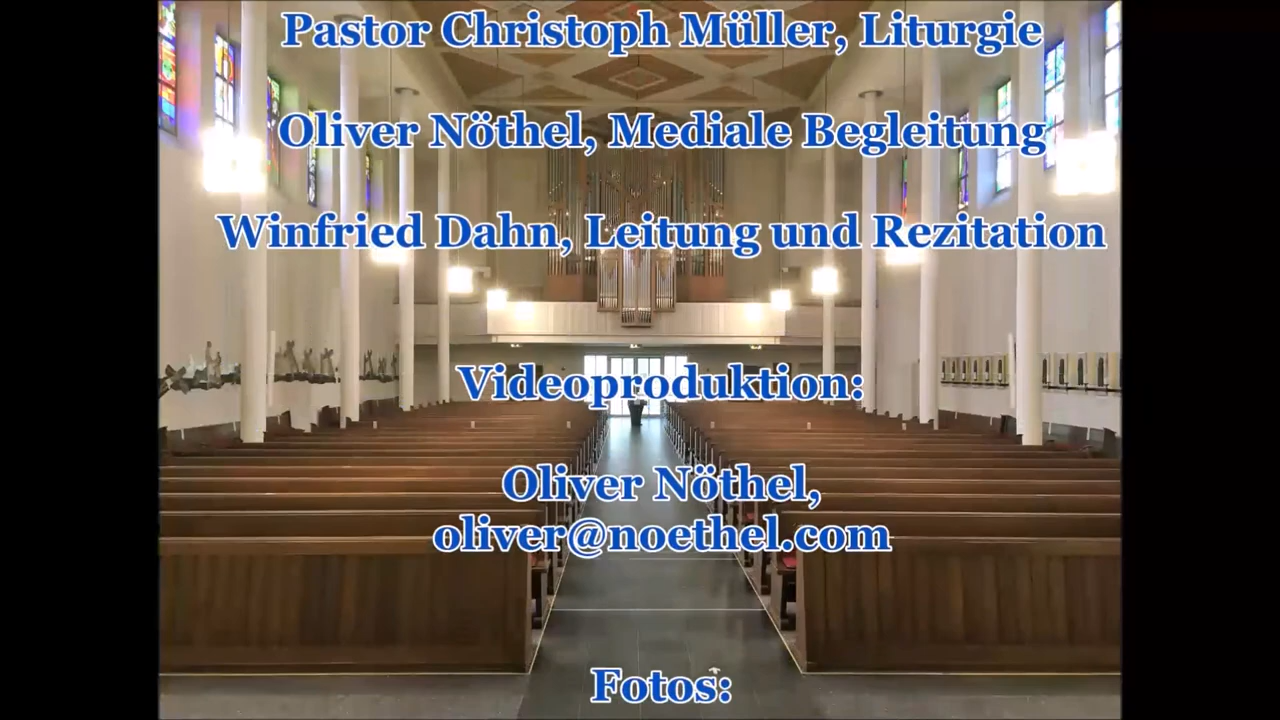 Pastor Christoph Müller, Liturgie
Oliver Nöthel, Mediale Begleitung
Winfried Dahn, Leitung und Rezitation
Videoproduktion:
Oliver Nöthel,
oliver@noethel.com
Fotos: